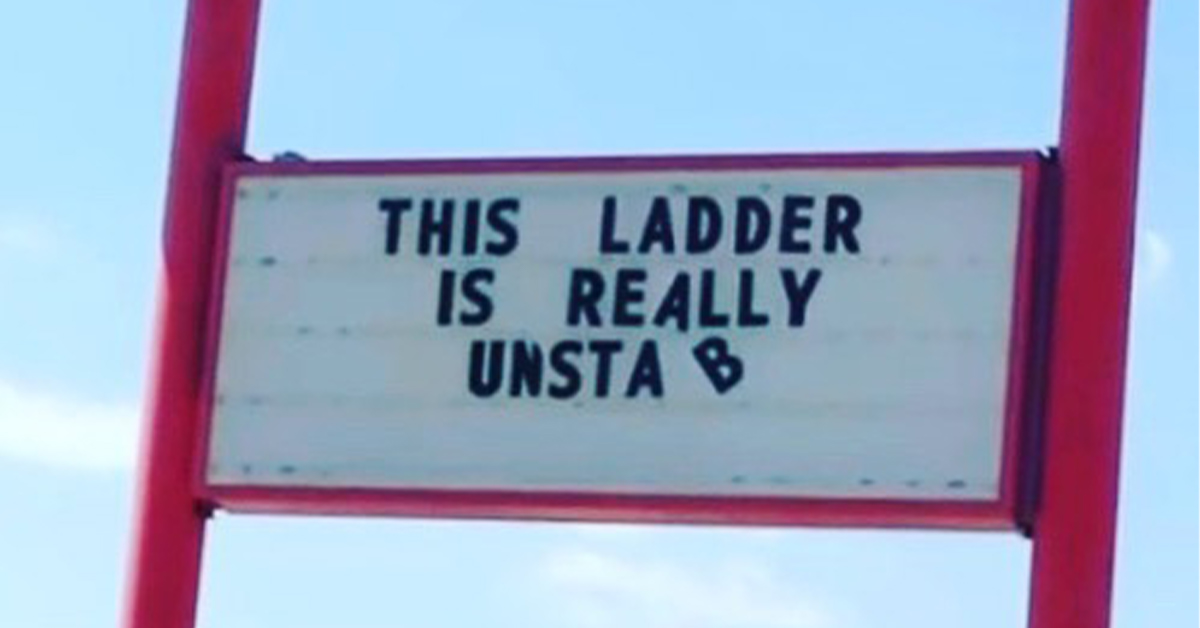 THIS LADDER
IS REALLY
UNSTA B